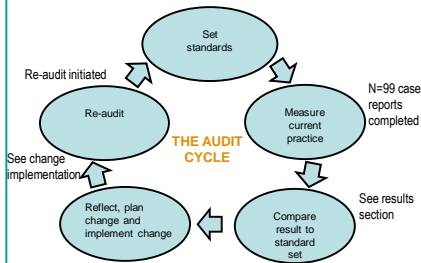 Set
standards
Re-audit initiated
N=99 case
reports
completed
Re-audit
Measure
current
practice
THE AUDIT
CYCLE
See change
implementation
See results
section
Reflect, plan
change and
implement change
Compare
result to
standard
set